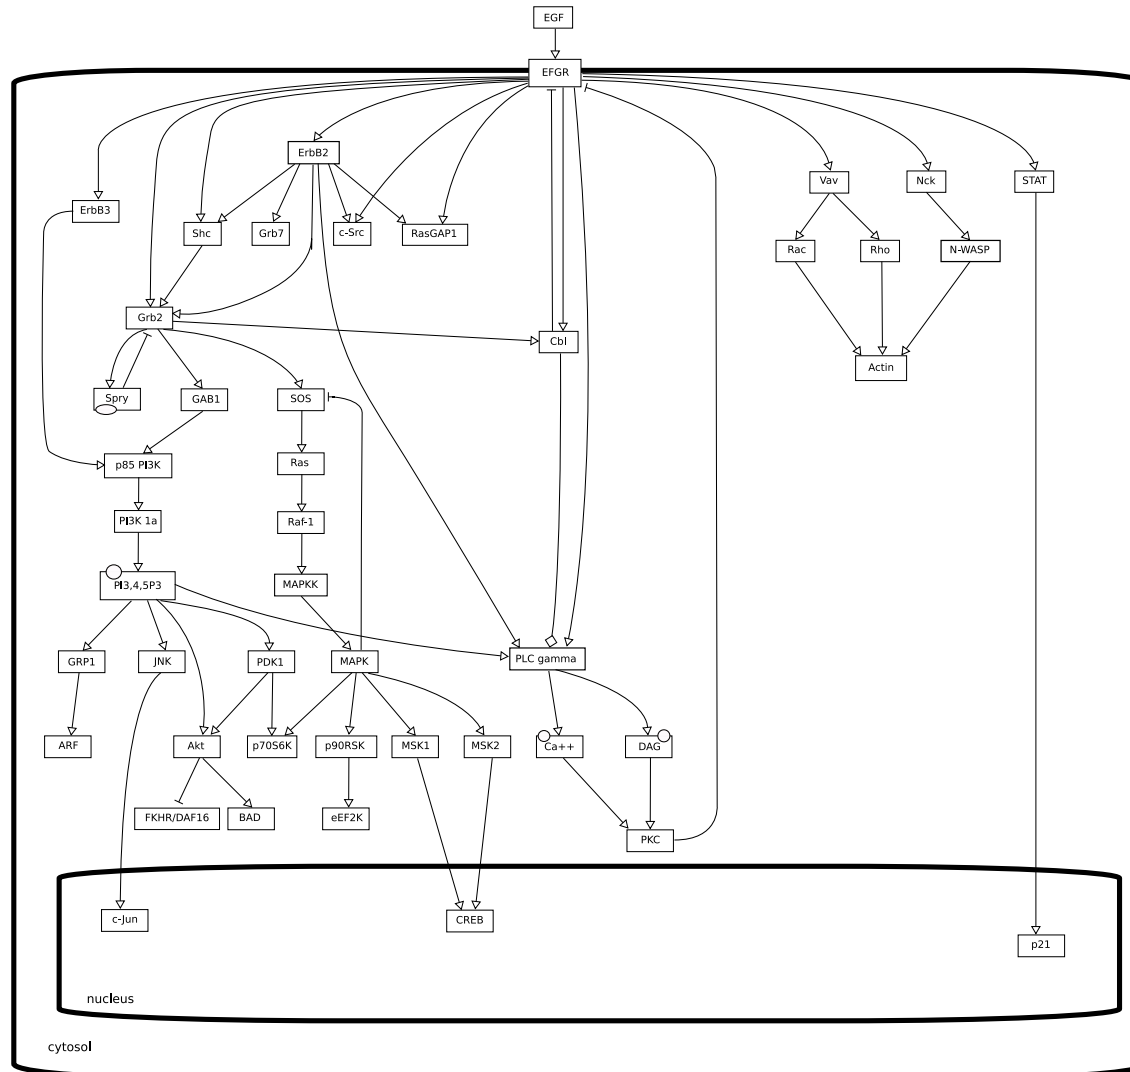 EGF
EFGR
ErbB2
Vav
Nck
STAT
ErbB3
Shc
Grb7
c-Src
RasGAP1
Rac
Rho
N-WASP
Grb2
Cbl
Actin
Spry
GAB1
SOS
p85 PI3K
Ras
PI3K 1a
Raf-1
PI3,4,5P3
MAPKK
GRP1
JNK
PDK1
MAPK
PLC gamma
ARF
Akt
p70S6K
p90RSK
MSK1
MSK2
Ca++
DAG
FKHR/DAF16
BAD
eEF2K
PKC
c-Jun
CREB
p21
nucleus
cytosol